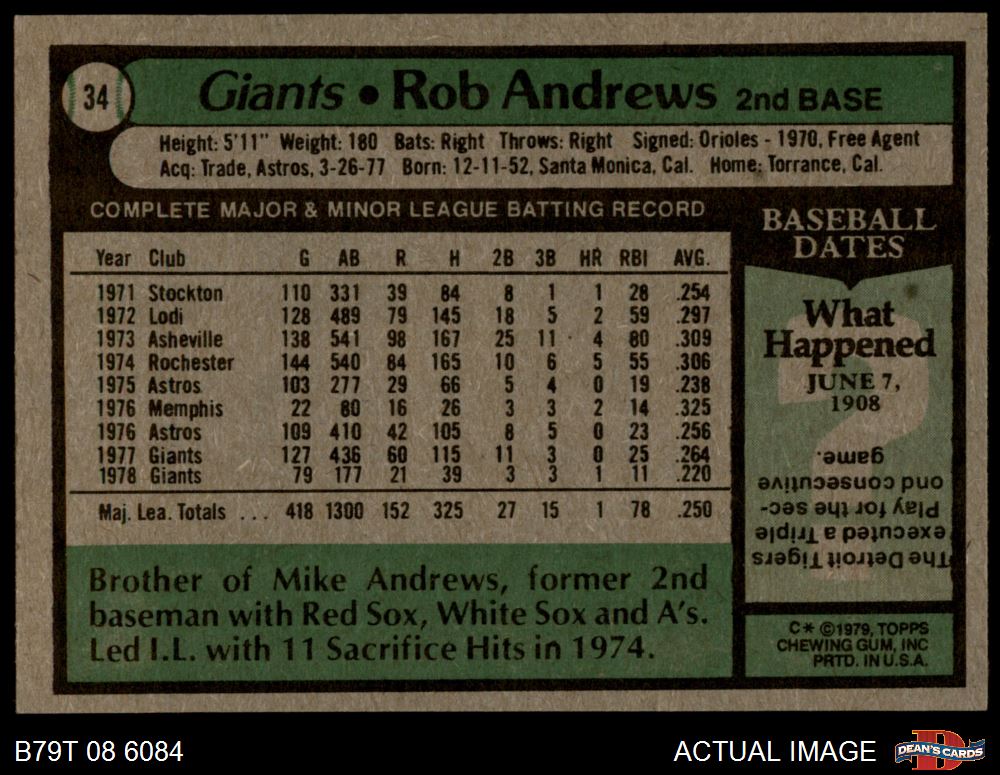 34
Giants • Rob Andrews 2nd BASE
Height: 5'11" Weight: 180 Bats: Right Throws: Right Signed: Orioles - 1970, Free Agent
Acq: Trade, Astros, 3-26-77 Born: 12-11-52, Santa Monica, Cal. Home: Torrance, Cal.
COMPLETE MAJOR & MINOR LEAGUE BATTING RECORD
Year Club G AB R H 2B 3B HR RBI AVG.
1971 Stockton 110 331 39 84 8 1 1 28 .254
1972 Lodi 128 489 79 145 18 5 2 59 .297
1973 Asheville 138 541 98 167 25 11 4 80 .309
1974 Rochester 144 540 84 165 10 6 5 55 .306
1975 Astros 103 277 29 66 5 4 0 19 .238
1976 Memphis 22 80 16 26 3 3 2 14 .325
1976 Astros 109 410 42 105 8 5 0 23 .256
1977 Giants 127 436 60 115 11 3 0 25 .264
1978 Giants 79 177 21 39 3 3 1 11 .220
Maj. Lea. Totals ... 418 1300 152 325 27 15 1 78 .250
Brother of Mike Andrews, former 2nd
baseman with Red Sox, White Sox and A's.
Led I.L. with 11 Sacrifice Hits in 1974.
BASEBALL
DATES
What
Happened
JUNE 7,
1908
The Detroit Tigers
executed a Triple
Play for the sec-
ond consecutive
game.
C* ©1979, TOPPS
CHEWING GUM, INC
PRTD. IN U.S.A.
B79T 08 6084
ACTUAL IMAGE
DEAN'S CARDS